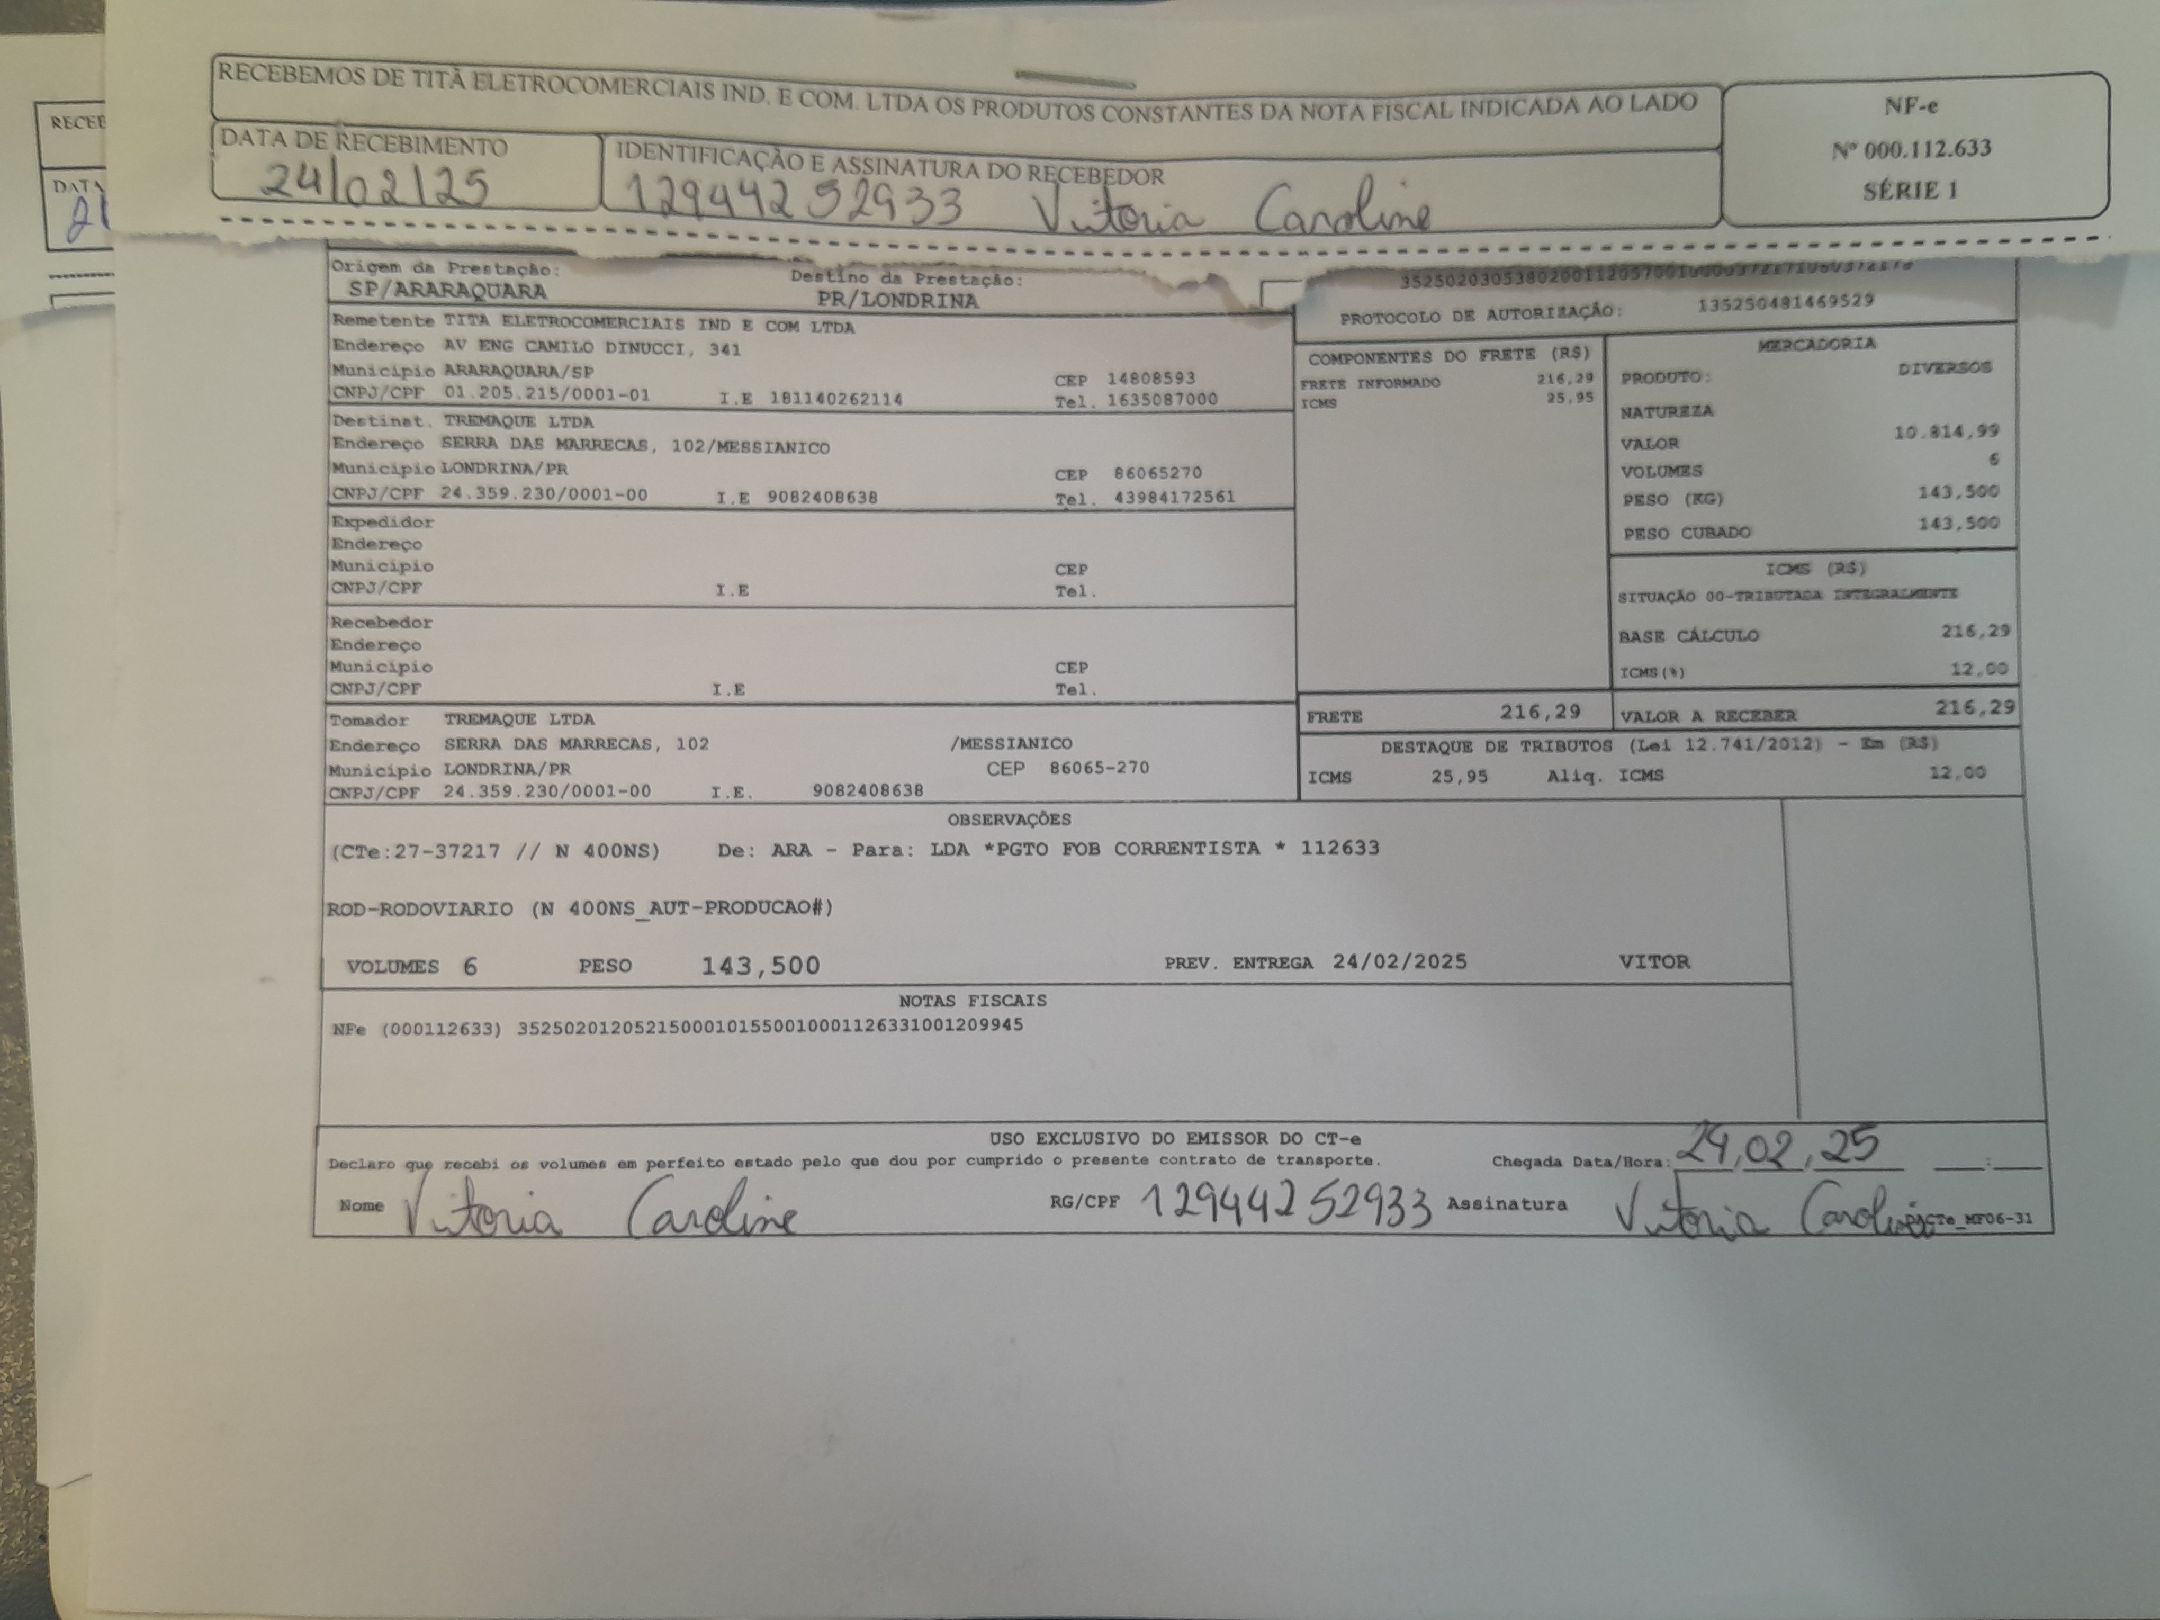 RECEBEMOS DE TITÃ ELETROCOMERCIAIS IND. E COM. LTDA OS PRODUTOS CONSTANTES DA NOTA FISCAL INDICADA AO LADO
NF-e
Nº 000.112.633
SÉRIE 1
DATA DE RECEBIMENTO
24/02/25
IDENTIFICAÇÃO E ASSINATURA DO RECEBEDOR
12944252933 Vitoria Caroline
RECEB
DATA
Origem da Prestação:
SP/ARARAQUARA
Destino da Prestação:
PR/LONDRINA
PROTOCOLO DE AUTORIZAÇÃO: 135250481469529
Remetente TITA ELETROCOMERCIAIS IND E COM LTDA
Endereço AV ENG CAMILO DINUCCI, 341
Município ARARAQUARA/SP CEP 14808593
CNPJ/CPF 01.205.215/0001-01 I.E 181140262114 Tel. 1635087000
Destinat. TREMAQUE LTDA
Endereço SERRA DAS MARRECAS, 102/MESSIANICO
Município LONDRINA/PR CEP 86065270
CNPJ/CPF 24.359.230/0001-00 I.E 9082408638 Tel. 43984172561
Expedidor
Endereço
Município CEP
CNPJ/CPF I.E Tel.
Recebedor
Endereço
Município CEP
CNPJ/CPF I.E Tel.
Tomador TREMAQUE LTDA
Endereço SERRA DAS MARRECAS, 102 /MESSIANICO
Município LONDRINA/PR CEP 86065-270
CNPJ/CPF 24.359.230/0001-00 I.E. 9082408638
COMPONENTES DO FRETE (R$)
FRETE INFORMADO 216,29
ICMS 25,95
MERCADORIA
PRODUTO: DIVERSOS
NATUREZA
VALOR 10.814,99
VOLUMES 6
PESO (KG) 143,500
PESO CUBADO 143,500
ICMS (R$)
SITUAÇÃO 00-TRIBUTADA INTEGRALMENTE
BASE CÁLCULO 216,29
ICMS(%) 12,00
FRETE 216,29
VALOR A RECEBER 216,29
DESTAQUE DE TRIBUTOS (Lei 12.741/2012) - Em (R$)
ICMS 25,95 Aliq. ICMS 12,00
OBSERVAÇÕES
(CTe:27-37217 // N 400NS) De: ARA - Para: LDA *PGTO FOB CORRENTISTA * 112633
ROD-RODOVIARIO (N 400NS_AUT-PRODUCAO#)
VOLUMES 6 PESO 143,500 PREV. ENTREGA 24/02/2025 VITOR
NOTAS FISCAIS
NFe (000112633) 35250201205215000101550010001126331001209945
USO EXCLUSIVO DO EMISSOR DO CT-e
Declaro que recebi os volumes em perfeito estado pelo que dou por cumprido o presente contrato de transporte. Chegada Data/Hora: 24,02,25 __:__
Nome Vitoria Caroline RG/CPF 12944252933 Assinatura Vitoria Caroline